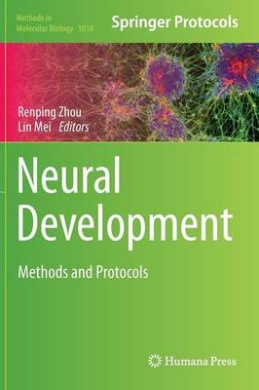 Methods in
Molecular Biology 1018
Springer Protocols
Renping Zhou
Lin Mei Editors
Neural
Development
Methods and Protocols
Humana Press